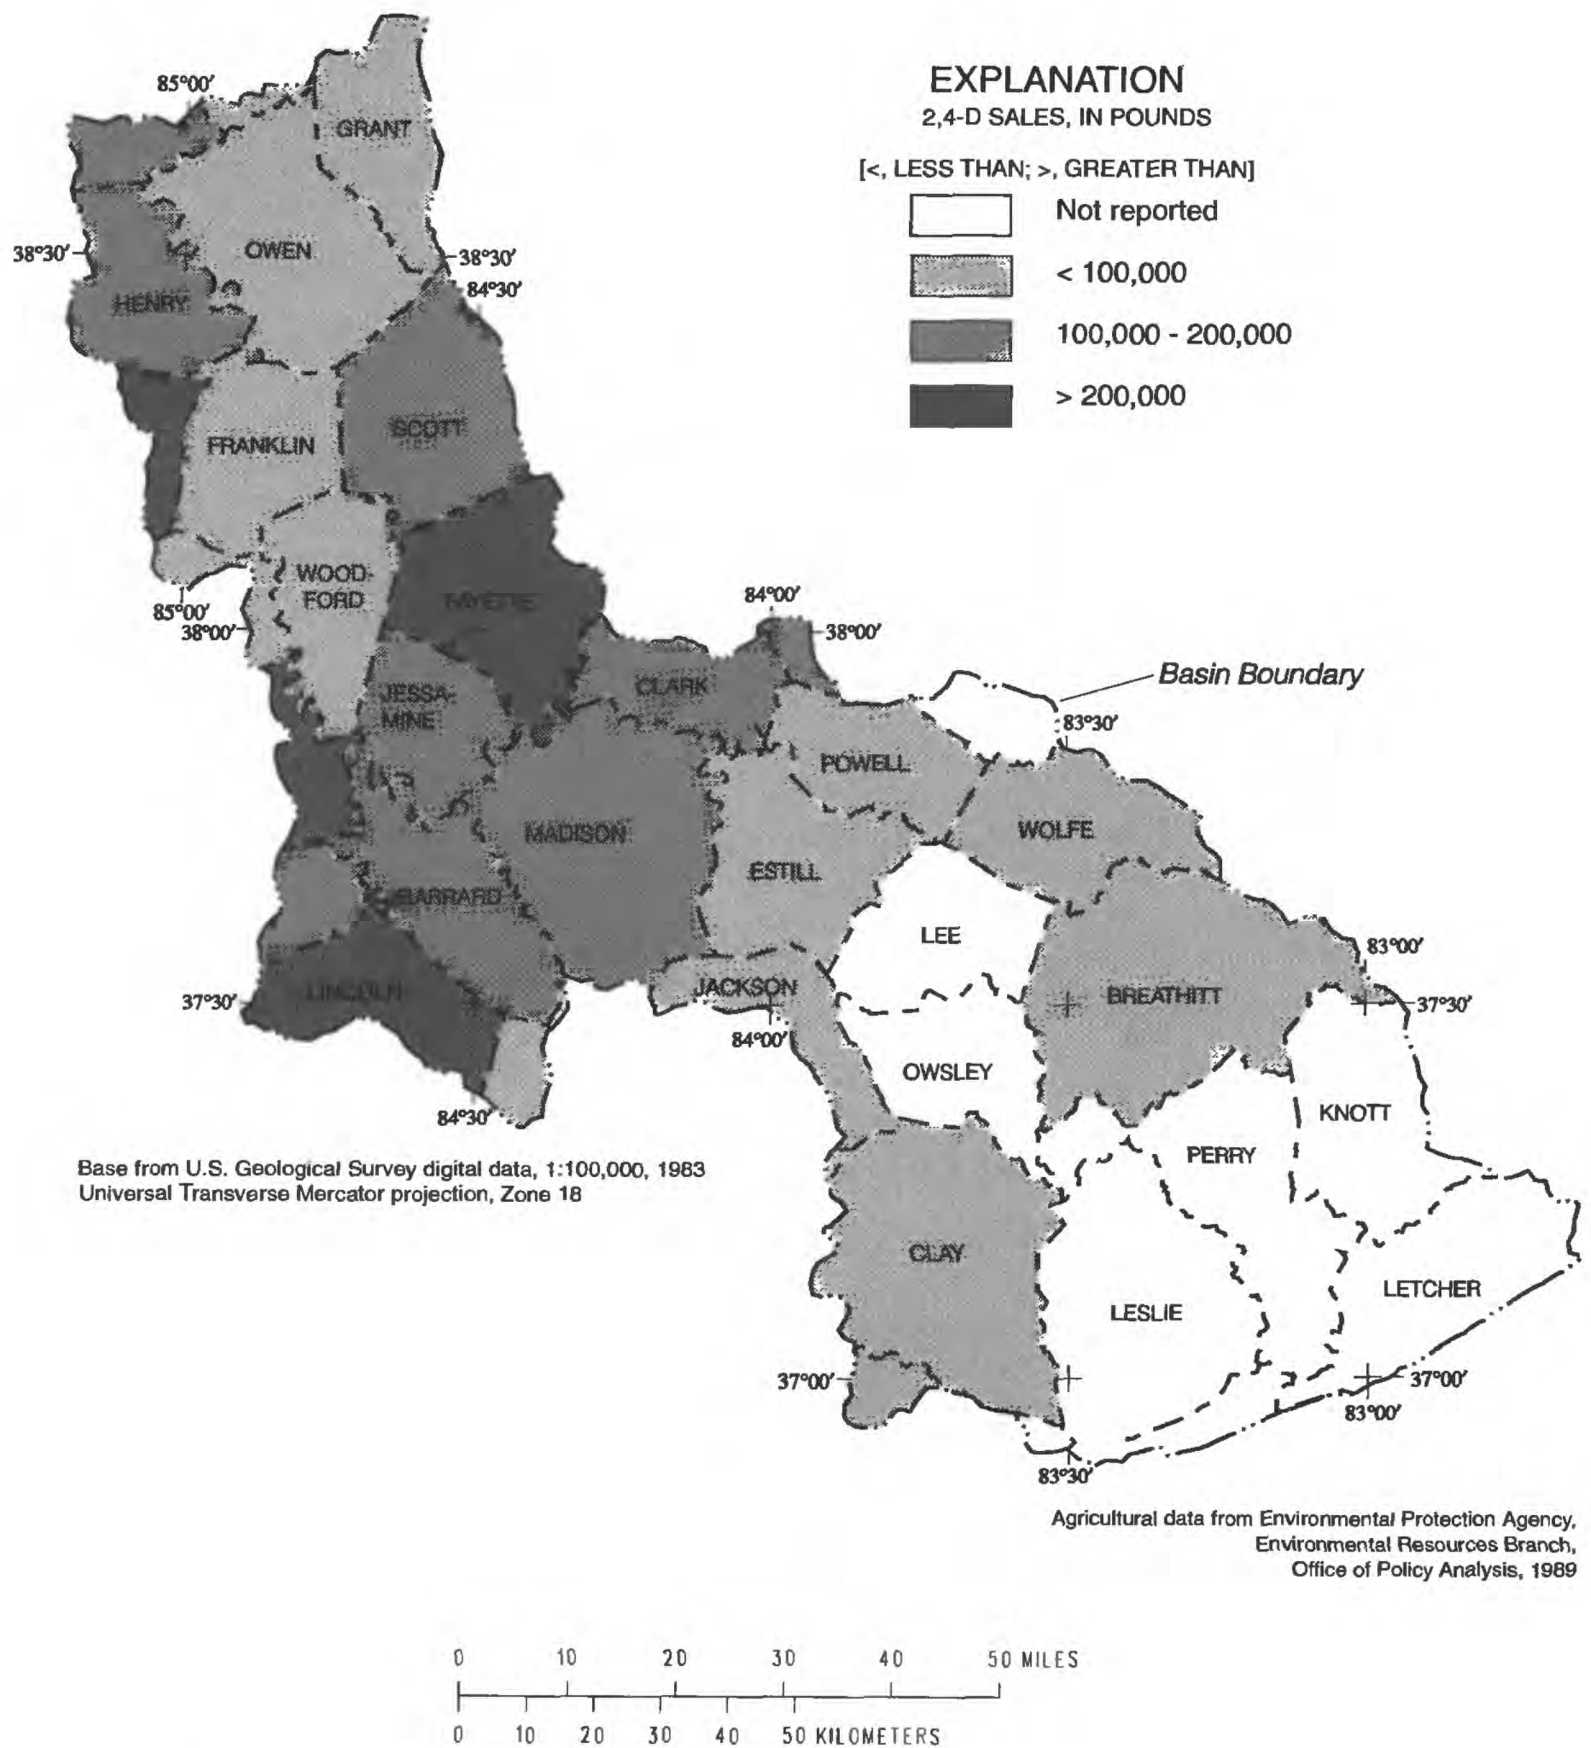 EXPLANATION
2,4-D SALES, IN POUNDS
[<, LESS THAN; >, GREATER THAN]
Not reported
< 100,000
100,000 - 200,000
> 200,000
85°00′
GRANT
38°30′
OWEN
38°30′
84°30′
HENRY
FRANKLIN
SCOTT
WOOD-
FORD
FAYETTE
85°00′
38°00′
84°00′
38°00′
Basin Boundary
JESSA-
MINE
CLARK
83°30′
POWELL
MADISON
WOLFE
ESTILL
GARRARD
LEE
83°00′
37°30′
LINCOLN
JACKSON
BREATHITT
37°30′
84°00′
OWSLEY
84°30′
KNOTT
PERRY
Base from U.S. Geological Survey digital data, 1:100,000, 1983
Universal Transverse Mercator projection, Zone 18
CLAY
LETCHER
LESLIE
37°00′
37°00′
83°00′
83°30′
Agricultural data from Environmental Protection Agency,
Environmental Resources Branch,
Office of Policy Analysis, 1989
0 10 20 30 40 50 MILES
0 10 20 30 40 50 KILOMETERS